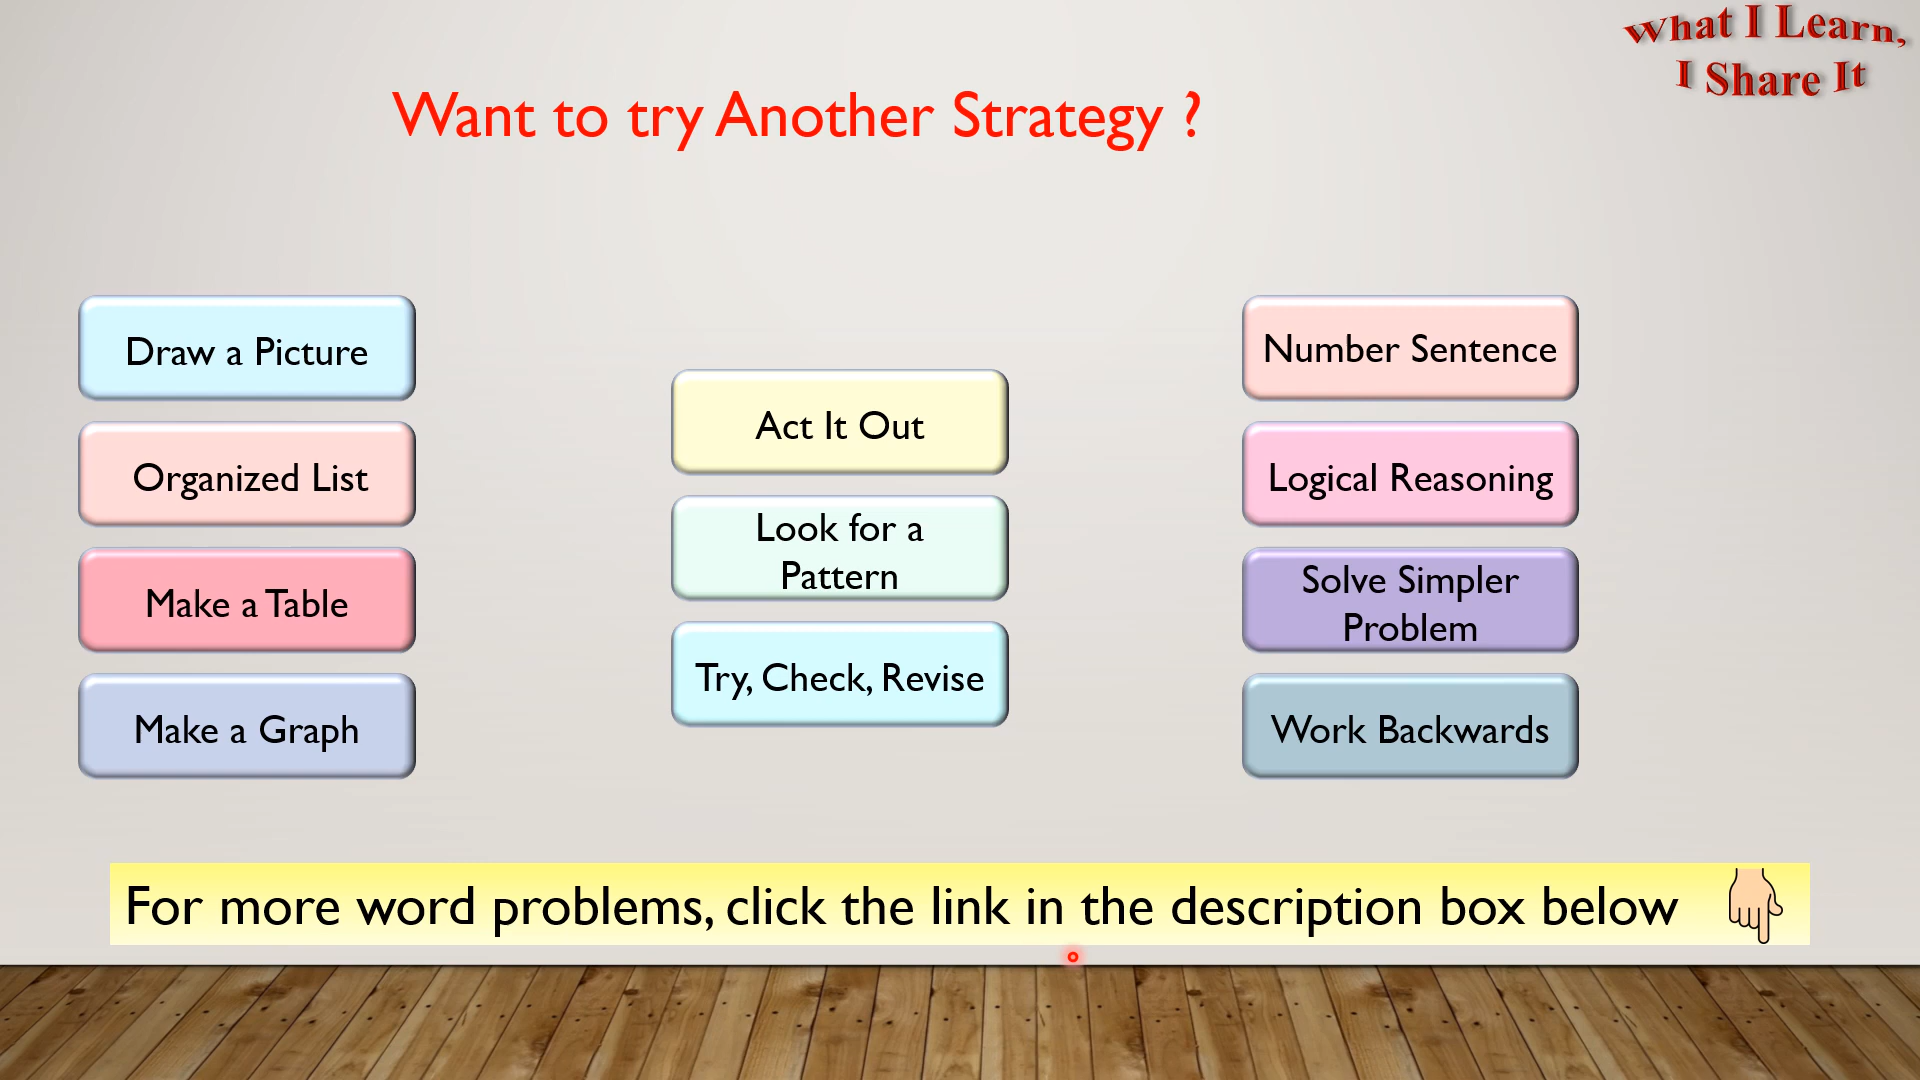 What I Learn,
I Share It
Want to try Another Strategy ?
Draw a Picture
Organized List
Make a Table
Make a Graph
Act It Out
Look for a
Pattern
Try, Check, Revise
Number Sentence
Logical Reasoning
Solve Simpler
Problem
Work Backwards
For more word problems, click the link in the description box below